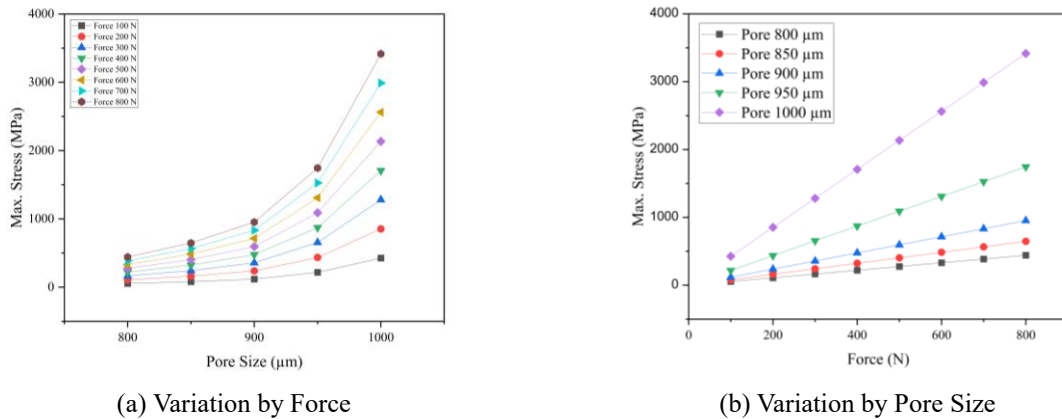 4000
3000
2000
1000
0
Max. Stress (MPa)
Force 100 N
Force 200 N
Force 300 N
Force 400 N
Force 500 N
Force 600 N
Force 700 N
Force 800 N
800
900
1000
Pore Size (µm)
(a) Variation by Force
4000
3000
2000
1000
0
Max. Stress (MPa)
Pore 800 µm
Pore 850 µm
Pore 900 µm
Pore 950 µm
Pore 1000 µm
0
200
400
600
800
Force (N)
(b) Variation by Pore Size